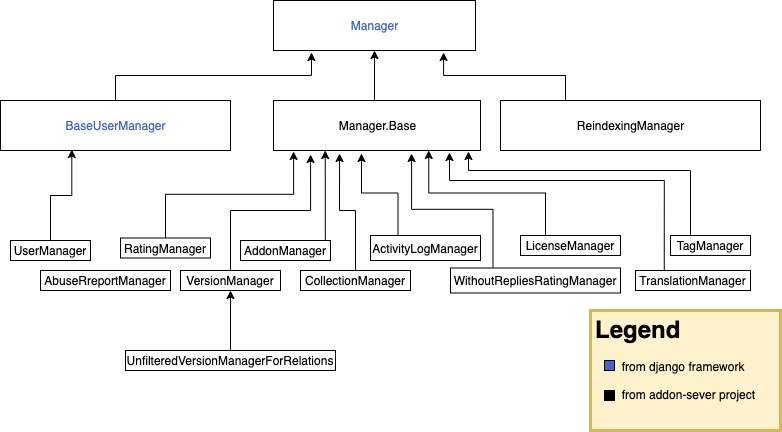 Manager
BaseUserManager
Manager.Base
ReindexingManager
UserManager
RatingManager
AddonManager
ActivityLogManager
LicenseManager
TagManager
AbuseRreportManager
VersionManager
CollectionManager
WithoutRepliesRatingManager
TranslationManager
UnfilteredVersionManagerForRelations
Legend
from django framework
from addon-sever project